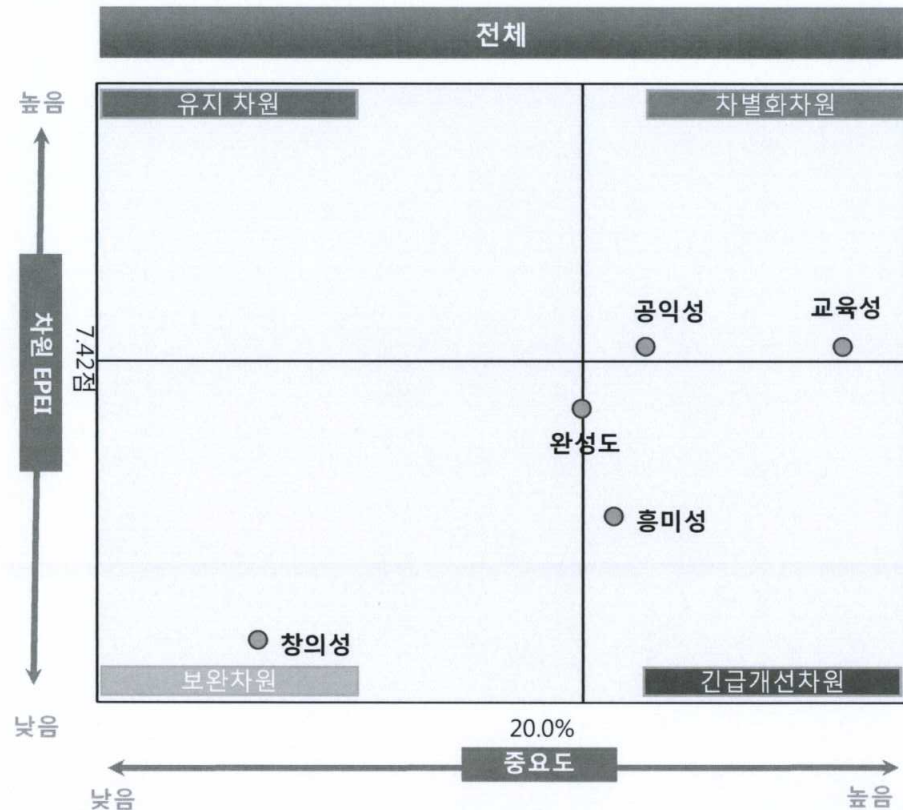 전체
높음
유지 차원
차별화차원
공익성
교육성
차원 EPEI
7.42점
완성도
흥미성
창의성
보완차원
긴급개선차원
낮음
20.0%
중요도
낮음
높음